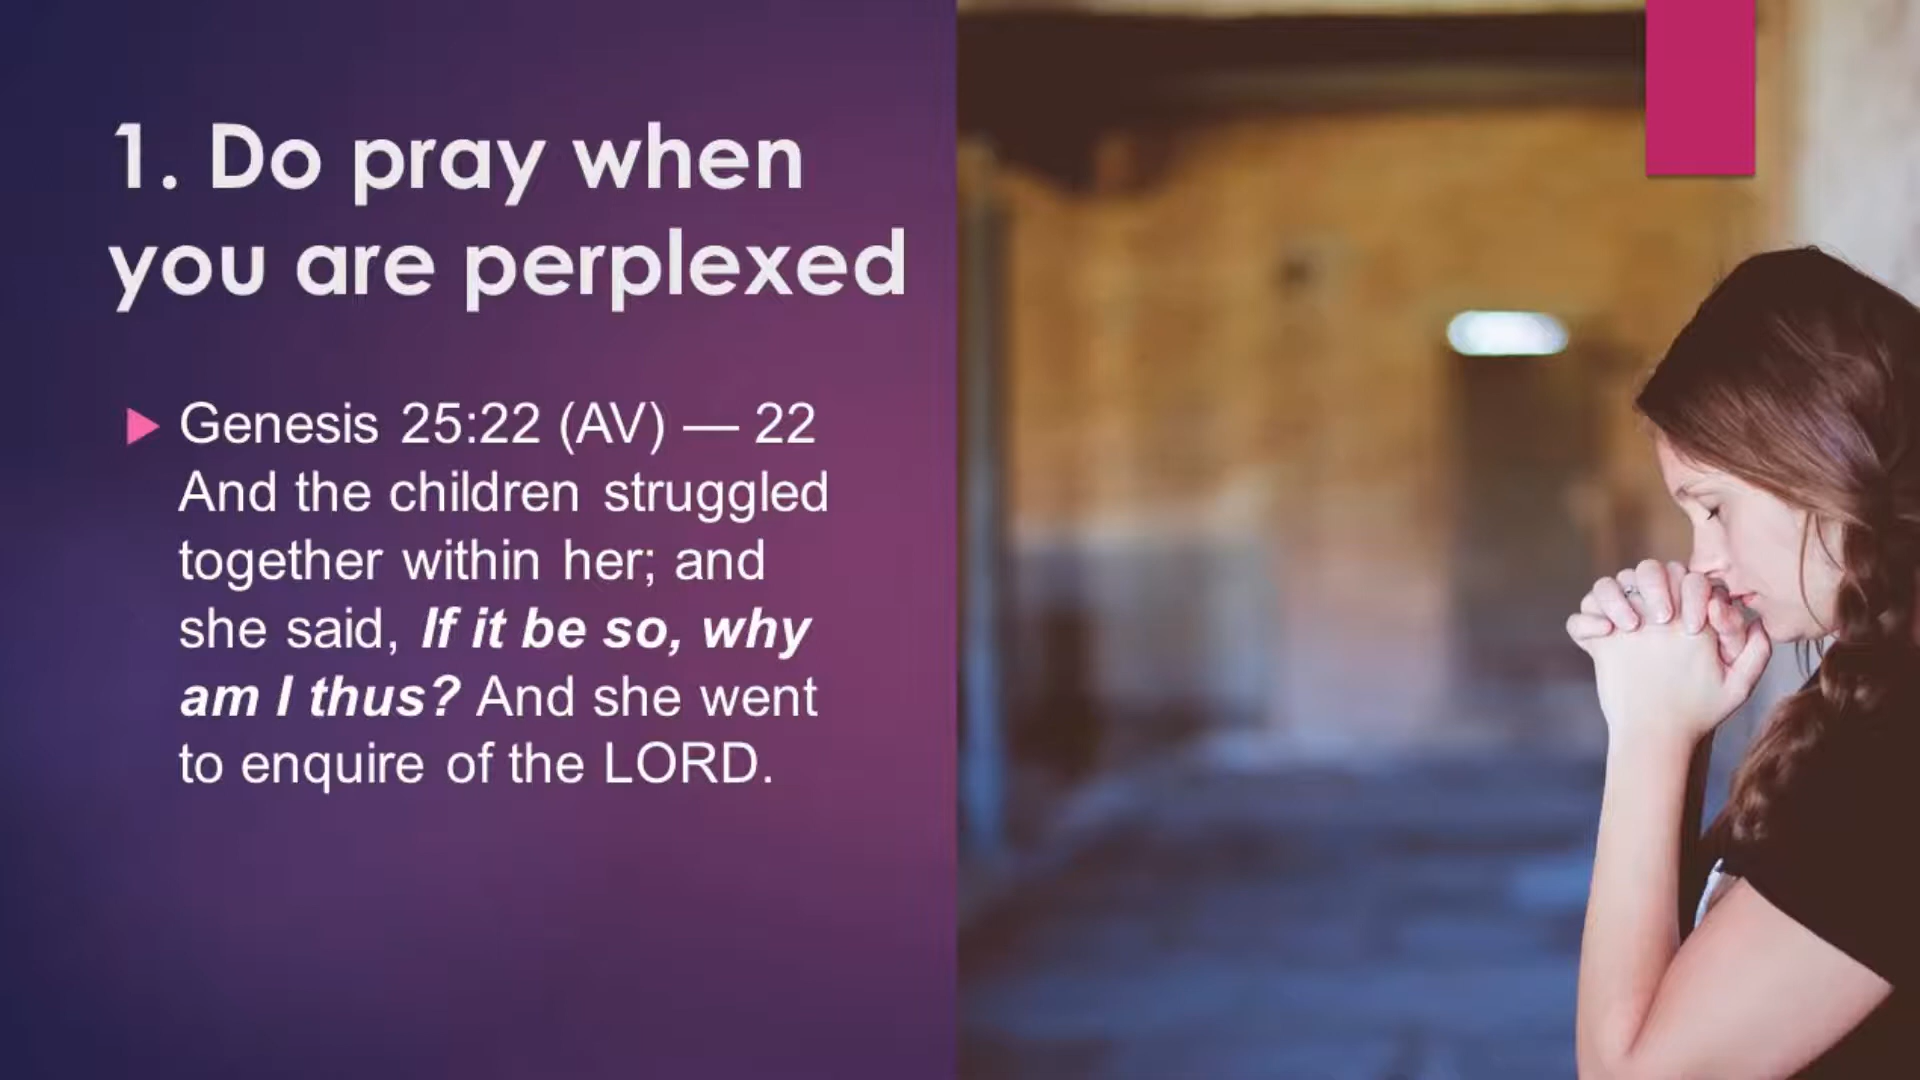 1. Do pray when
you are perplexed
Genesis 25:22 (AV) — 22
And the children struggled
together within her; and
she said, If it be so, why
am I thus? And she went
to enquire of the LORD.